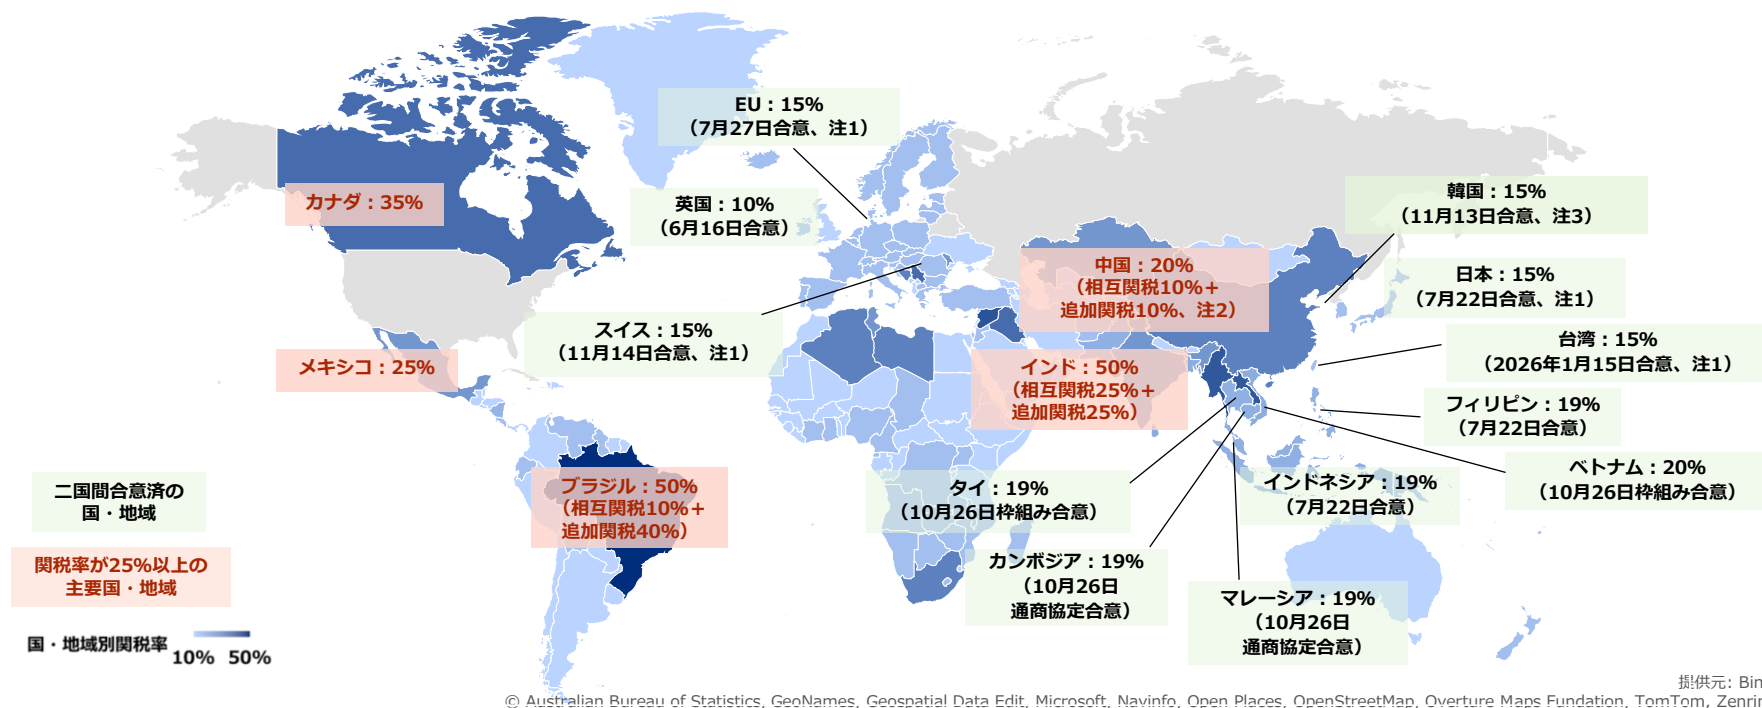 EU：15%
（7月27日合意、注1）
カナダ：35%
英国：10%
（6月16日合意）
韓国：15%
（11月13日合意、注3）
中国：20%
（相互関税10%＋
追加関税10%、注2）
日本：15%
（7月22日合意、注1）
スイス：15%
（11月14日合意、注1）
台湾：15%
（2026年1月15日合意、注1）
メキシコ：25%
インド：50%
（相互関税25%＋
追加関税25%）
フィリピン：19%
（7月22日合意）
ベトナム：20%
（10月26日枠組み合意）
ブラジル：50%
（相互関税10%＋
追加関税40%）
タイ：19%
（10月26日枠組み合意）
インドネシア：19%
（7月22日合意）
二国間合意済の
国・地域
カンボジア：19%
（10月26日
通商協定合意）
マレーシア：19%
（10月26日
通商協定合意）
関税率が25%以上の
主要国・地域
国・地域別関税率
10% 50%
提供元: Bin
© Australian Bureau of Statistics, GeoNames, Geospatial Data Edit, Microsoft, Navinfo, Open Places, OpenStreetMap, Overture Maps Fundation, TomTom, Zenrin